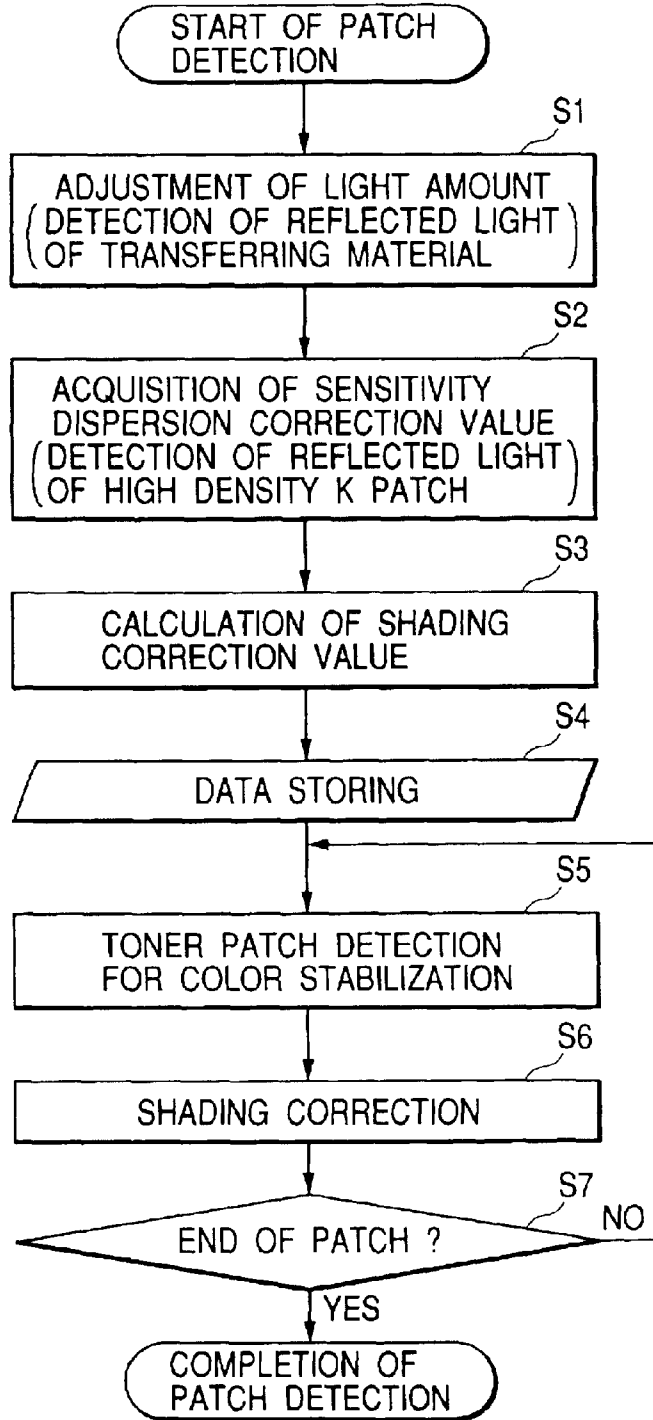 START OF PATCH
DETECTION
S1
ADJUSTMENT OF LIGHT AMOUNT
(DETECTION OF REFLECTED LIGHT
OF TRANSFERRING MATERIAL)
S2
ACQUISITION OF SENSITIVITY
DISPERSION CORRECTION VALUE
(DETECTION OF REFLECTED LIGHT
OF HIGH DENSITY K PATCH)
S3
CALCULATION OF SHADING
CORRECTION VALUE
S4
DATA STORING
S5
TONER PATCH DETECTION
FOR COLOR STABILIZATION
S6
SHADING CORRECTION
S7
END OF PATCH ?
NO
YES
COMPLETION OF
PATCH DETECTION